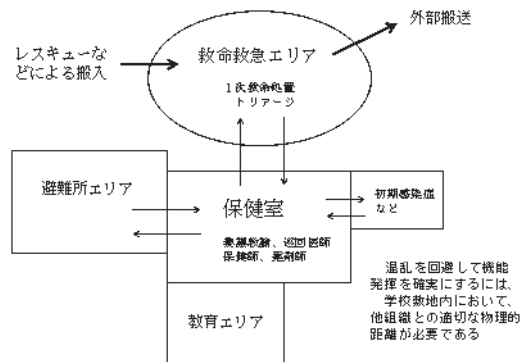 外部搬送
レスキューな
どによる搬入
救命救急エリア
1次救命処置
トリアージ
避難所エリア
保健室
養護教諭、巡回医師
保健師、薬剤師
初期感染症
など
教育エリア
混乱を回避して機能
発揮を確実にするには、
学校敷地内において、
他組織との適切な物理的
距離が必要である